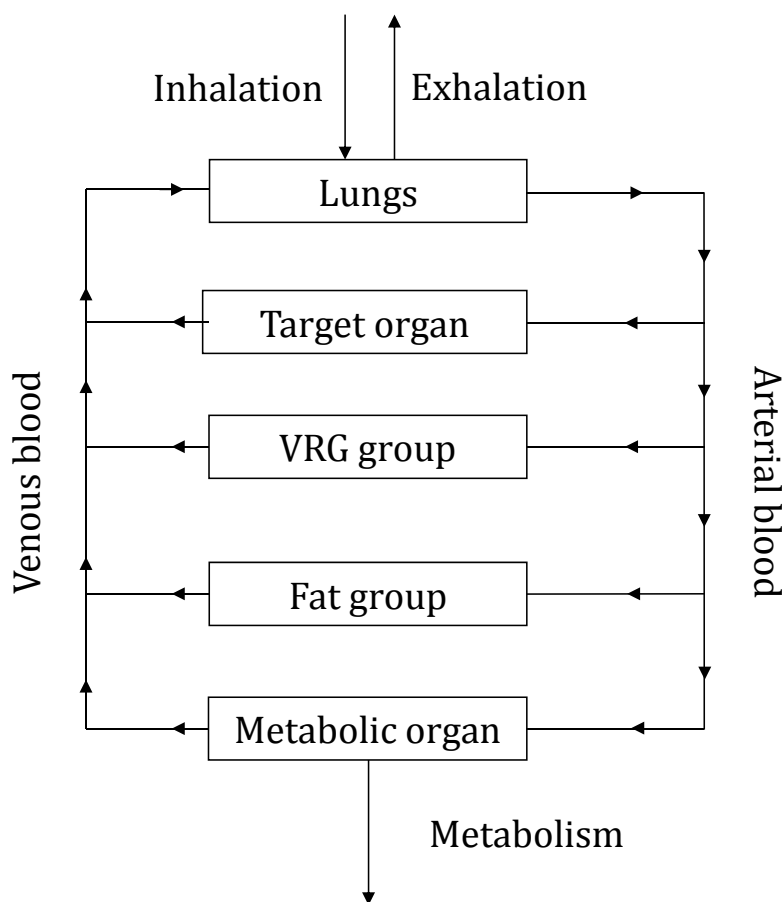 Inhalation
Exhalation
Lungs
Target organ
VRG group
Fat group
Metabolic organ
Metabolism
Venous blood
Arterial blood